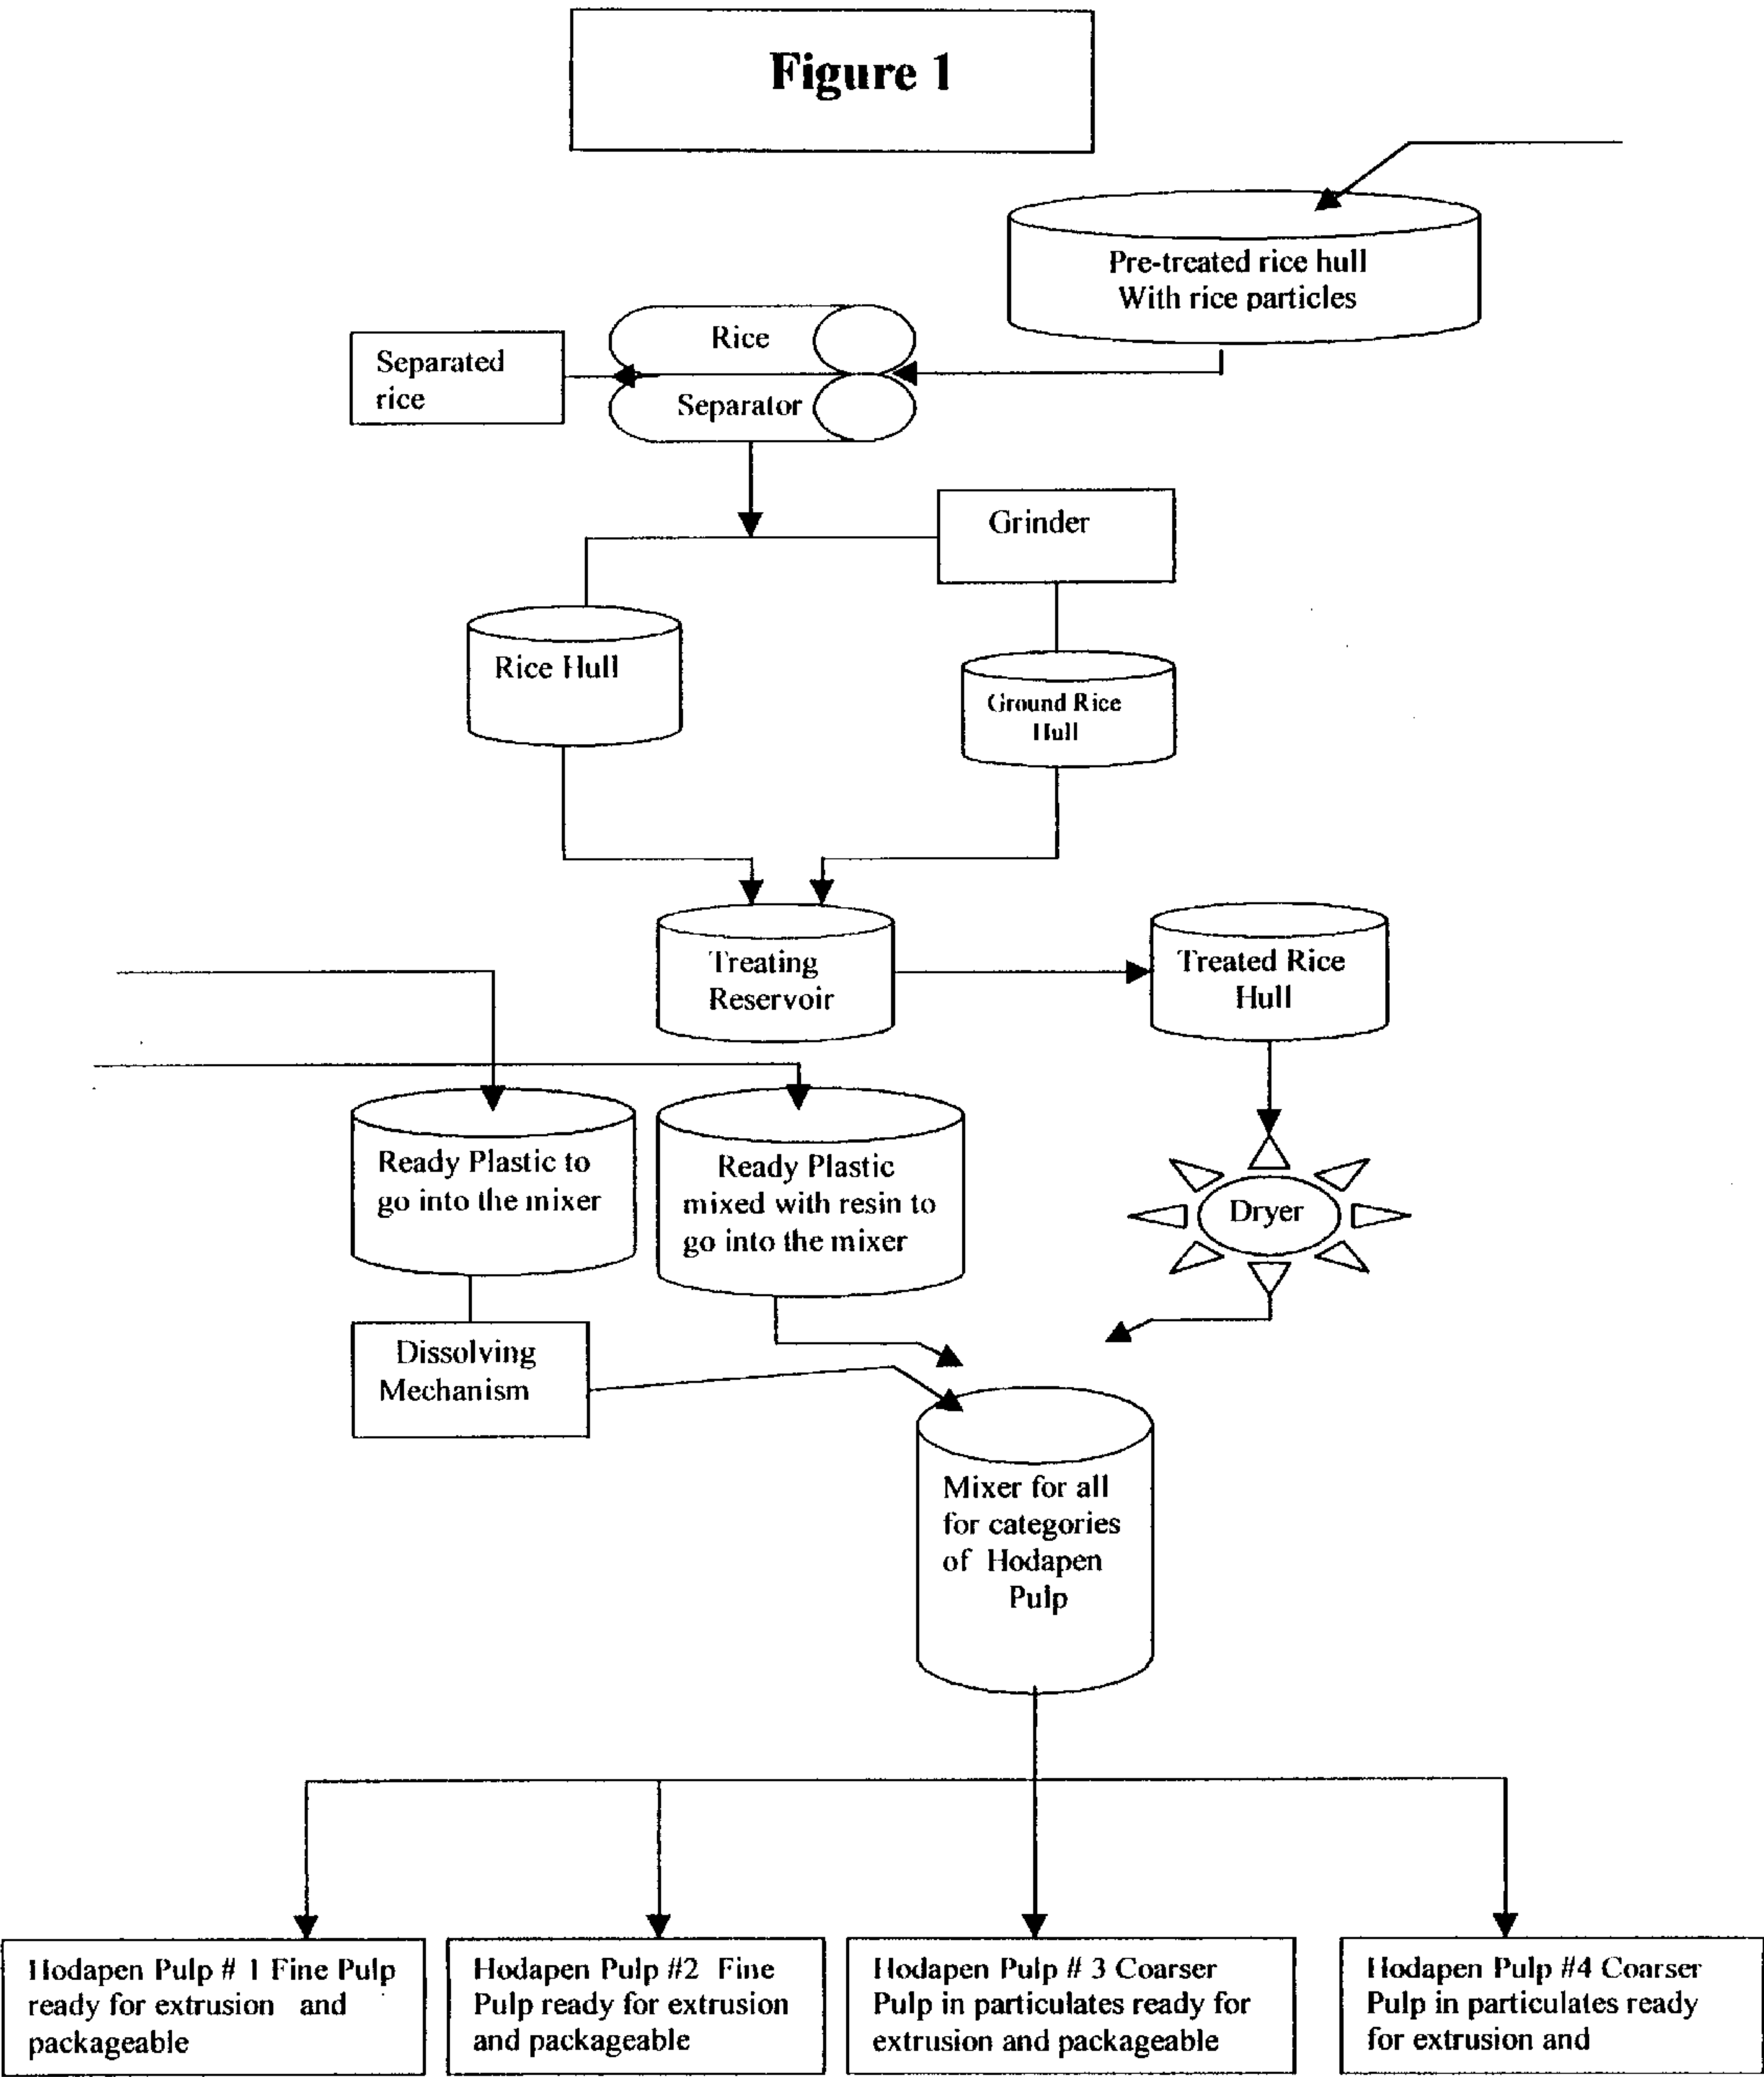 Figure 1
Pre-treated rice hull
With rice particles
Rice
Separator
Separated
rice
Grinder
Rice Hull
Ground Rice
Hull
Treating
Reservoir
Treated Rice
Hull
Ready Plastic to
go into the mixer
Ready Plastic
mixed with resin to
go into the mixer
Dryer
Dissolving
Mechanism
Mixer for all
for categories
of Hodapen
Pulp
Hodapen Pulp # 1 Fine Pulp
ready for extrusion and
packageable
Hodapen Pulp #2 Fine
Pulp ready for extrusion
and packageable
Hodapen Pulp # 3 Coarser
Pulp in particulates ready for
extrusion and packageable
Hodapen Pulp #4 Coarser
Pulp in particulates ready
for extrusion and